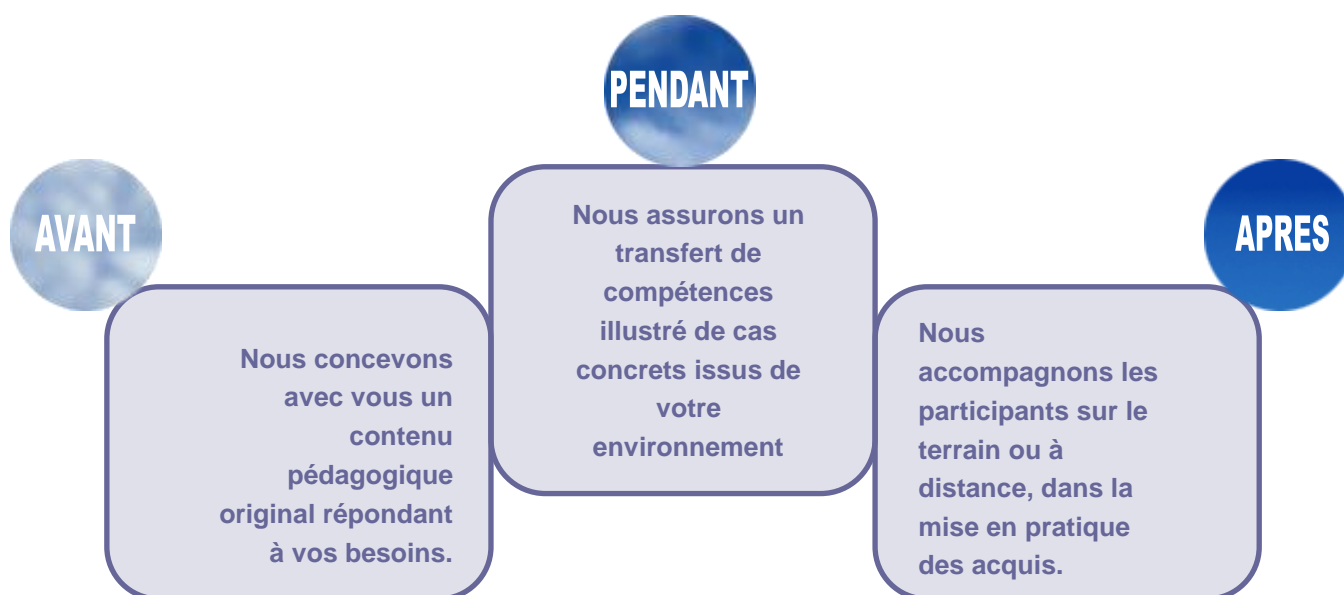 AVANT
Nous concevons
avec vous un
contenu
pédagogique
original répondant
à vos besoins.
PENDANT
Nous assurons un
transfert de
compétences
illustré de cas
concrets issus de
votre
environnement
APRES
Nous
accompagnons les
participants sur le
terrain ou à
distance, dans la
mise en pratique
des acquis.